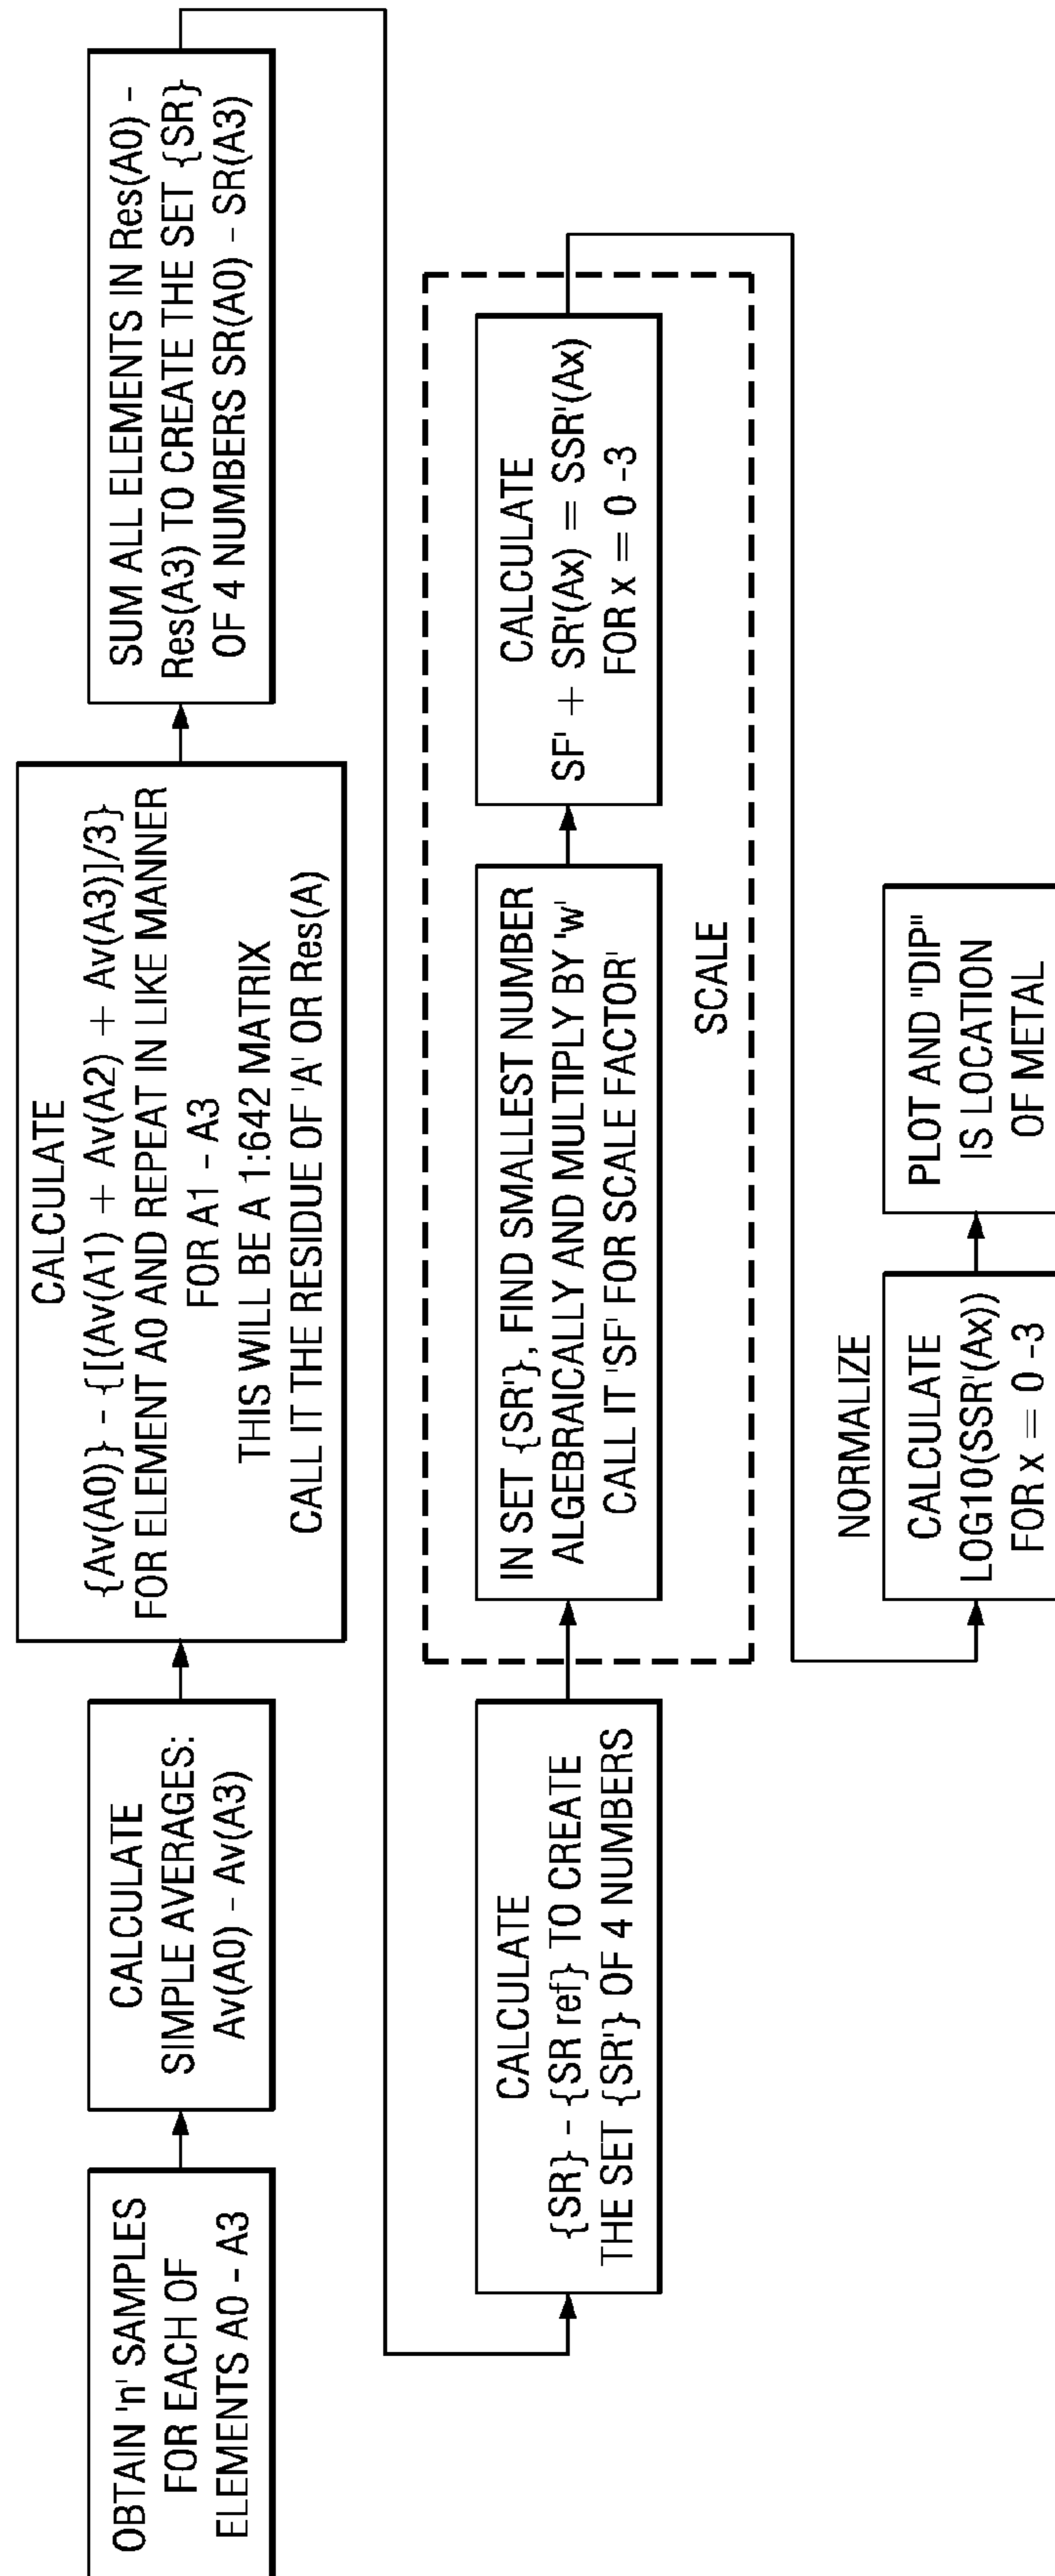 OBTAIN 'n' SAMPLES
FOR EACH OF
ELEMENTS A0 - A3
CALCULATE
SIMPLE AVERAGES:
Av(A0) - Av(A3)
CALCULATE
{Av(A0)} - {[(Av(A1) + Av(A2) + Av(A3)]/3}
FOR ELEMENT A0 AND REPEAT IN LIKE MANNER
FOR A1 - A3
THIS WILL BE A 1:642 MATRIX
CALL IT THE RESIDUE OF 'A' OR Res(A)
SUM ALL ELEMENTS IN Res(A0) -
Res(A3) TO CREATE THE SET {SR}
OF 4 NUMBERS SR(A0) - SR(A3)
CALCULATE
{SR} - {SR ref} TO CREATE
THE SET {SR'} OF 4 NUMBERS
IN SET {SR'}, FIND SMALLEST NUMBER
ALGEBRAICALLY AND MULTIPLY BY 'w'
CALL IT 'SF' FOR SCALE FACTOR'
CALCULATE
SF' + SR'(Ax) = SSR'(Ax)
FOR x = 0 -3
SCALE
NORMALIZE
CALCULATE
LOG10(SSR'(Ax))
FOR x = 0 -3
PLOT AND "DIP"
IS LOCATION
OF METAL